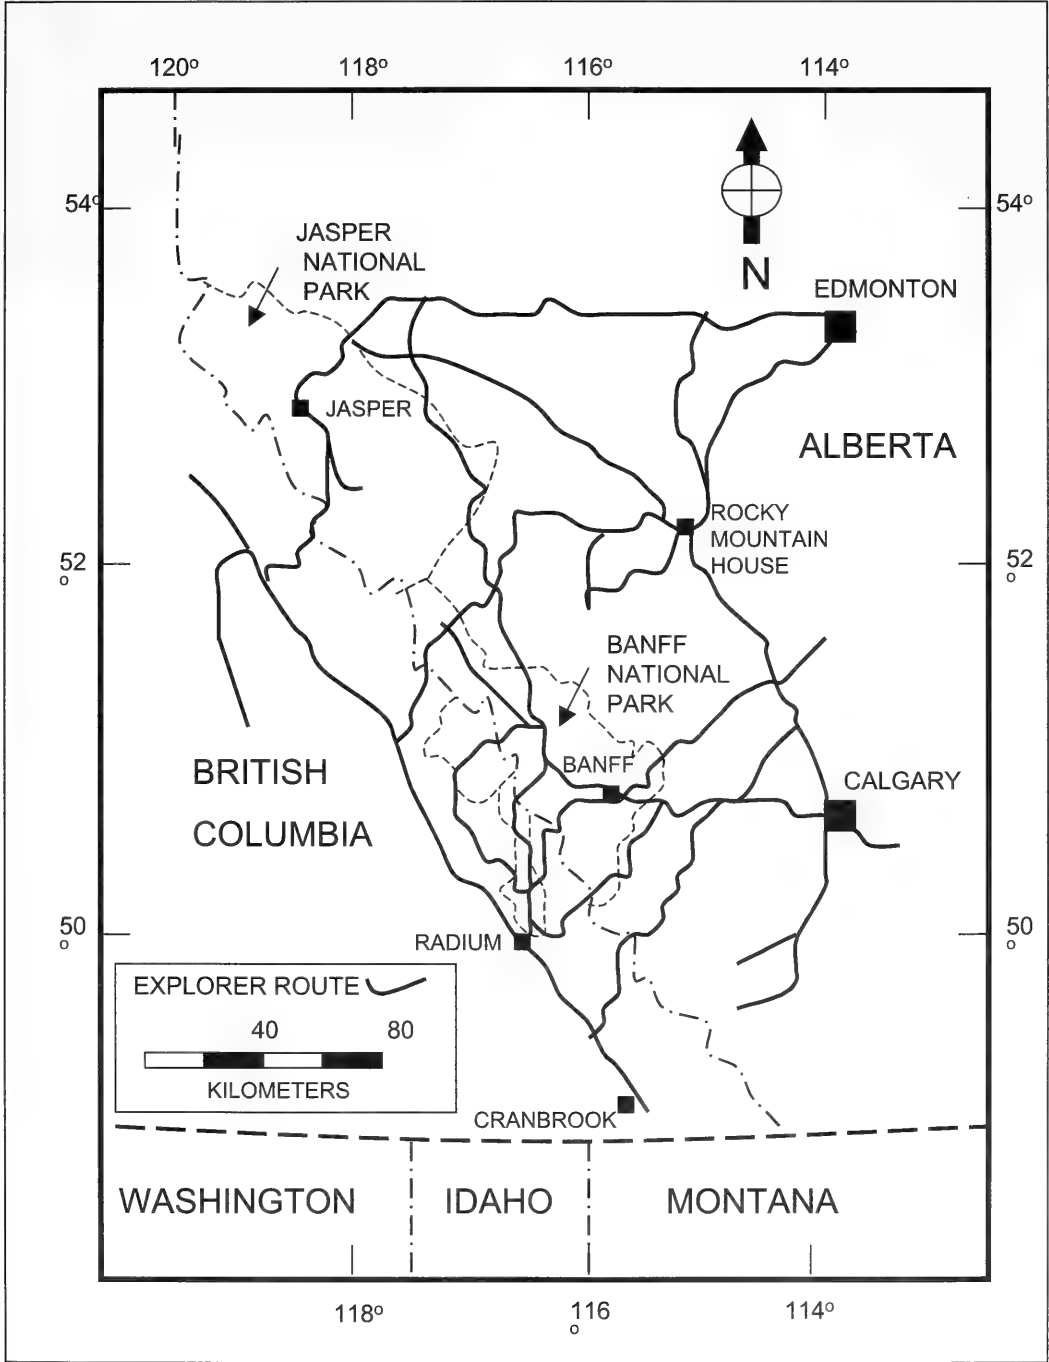 120° 118° 116° 114°
54° 54°
JASPER
NATIONAL
PARK
N
EDMONTON
JASPER
ALBERTA
ROCKY
MOUNTAIN
HOUSE
52° 52°
BANFF
NATIONAL
PARK
BANFF
BRITISH
COLUMBIA
CALGARY
50° 50°
RADIUM
EXPLORER ROUTE
40 80
KILOMETERS
CRANBROOK
WASHINGTON IDAHO MONTANA
118° 116° 114°